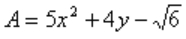 A = 5x² + 4y − √6